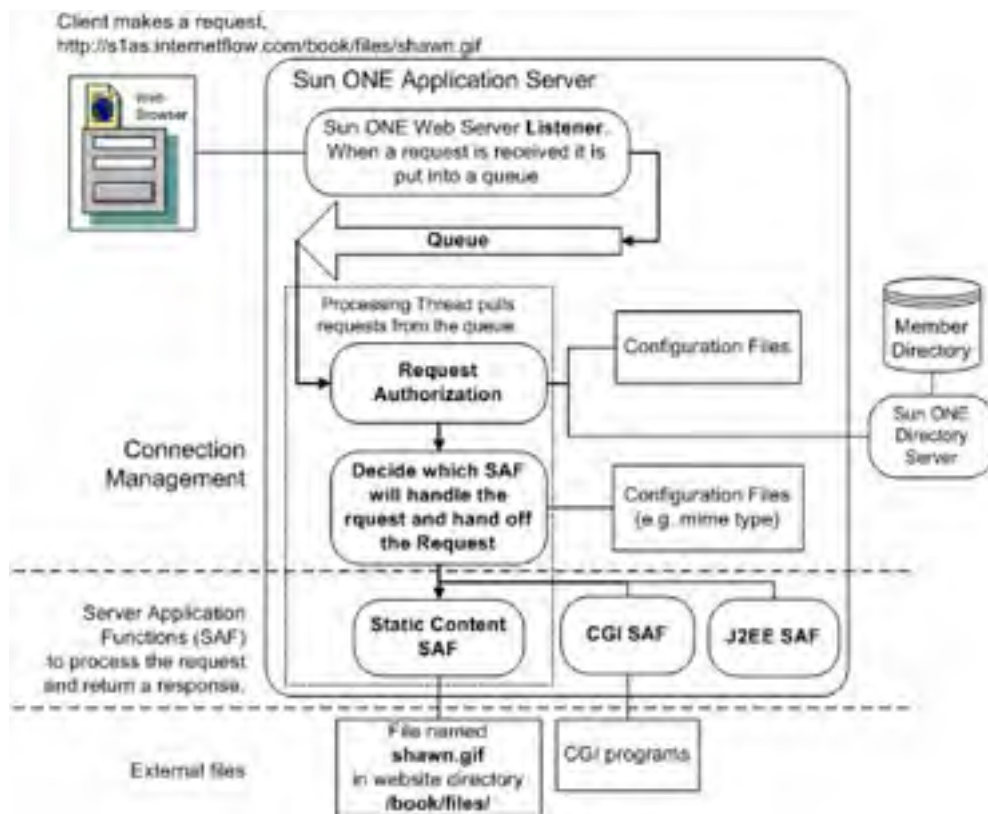 Client makes a request,
http://s1as.internetflow.com/book/files/shawn.gif
Web
Browser
Sun ONE Application Server
Sun ONE Web Server Listener.
When a request is received it is
put into a queue
Queue
Processing Thread pulls
requests from the queue
Request
Authorization
Configuration Files
Member
Directory
Sun ONE
Directory
Server
Connection
Management
Decide which SAF
will handle the
rquest and hand off
the Request
Configuration Files
(e.g. mime type)
Server Application
Functions (SAF)
to process the request
and return a response.
Static Content
SAF
CGI SAF
J2EE SAF
External files
File named
shawn.gif
in website directory
/book/files/
CGI programs